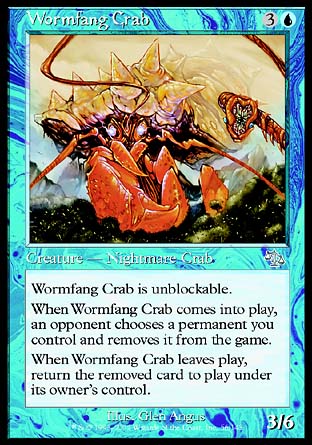 Wormfang Crab 3
Creature — Nightmare Crab
Wormfang Crab is unblockable.
When Wormfang Crab comes into play,
an opponent chooses a permanent you
control and removes it from the game.
When Wormfang Crab leaves play,
return the removed card to play under
its owner's control.
Illus. Glen Angus
3/6